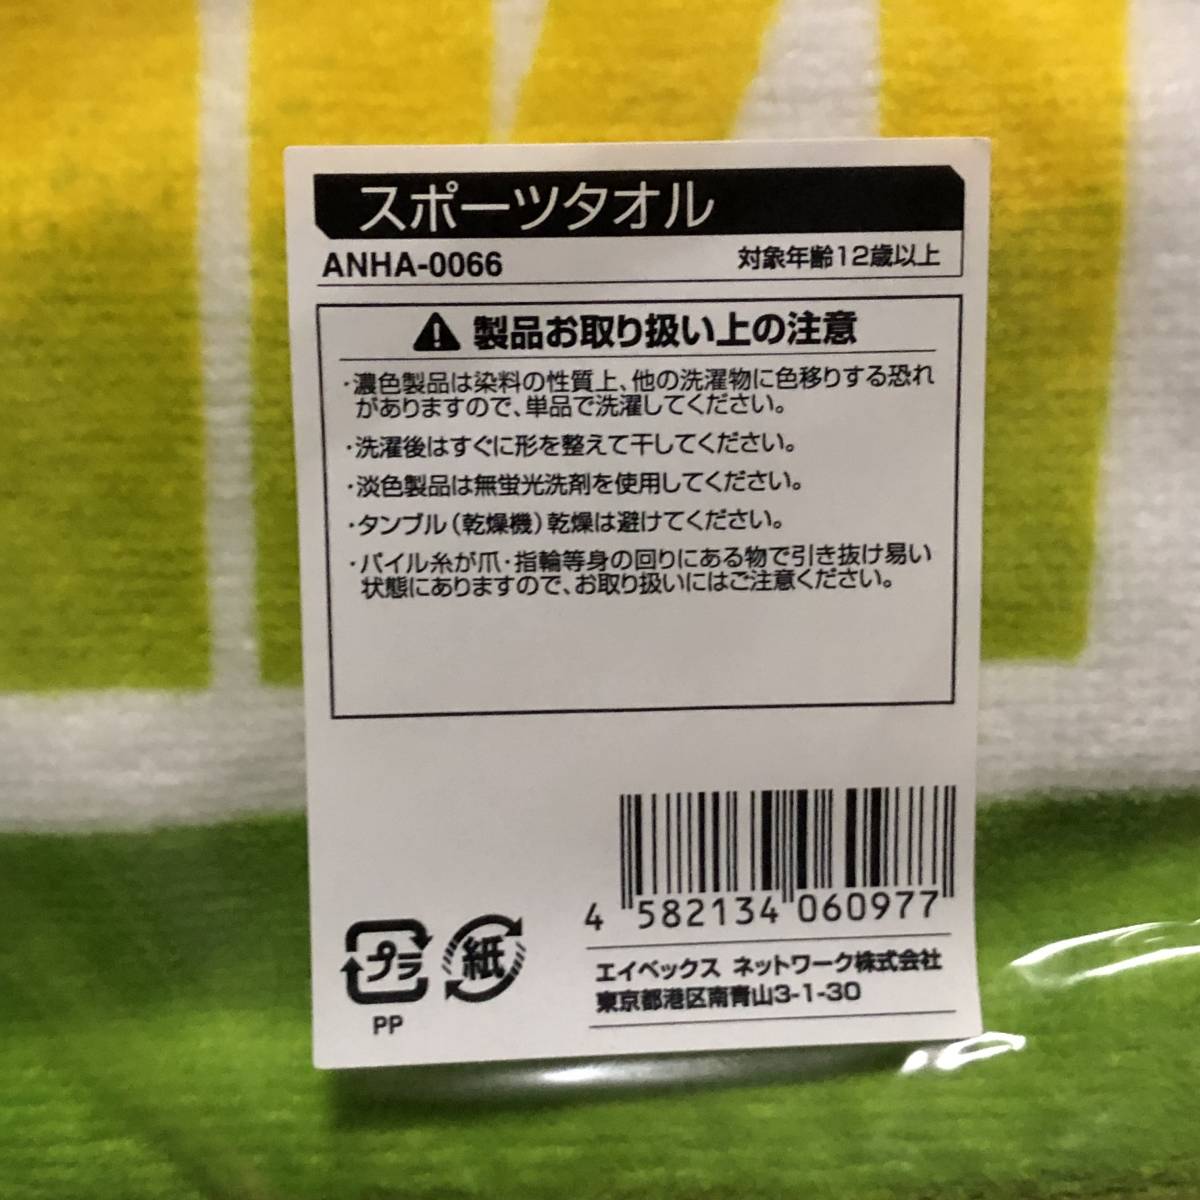 スポーツタオル
ANHA-0066
対象年齢12歳以上
製品お取り扱い上の注意
・濃色製品は染料の性質上、他の洗濯物に色移りする恐れ
がありますので、単品で洗濯してください。
・洗濯後はすぐに形を整えて干してください。
・淡色製品は無蛍光洗剤を使用してください。
・タンブル(乾燥機)乾燥は避けてください。
・パイル糸が爪・指輪等身の回りにある物で引き抜け易い
状態にありますので、お取り扱いにはご注意ください。
4 582134 060977
プラ
PP
紙
エイベックス ネットワーク株式会社
東京都港区南青山3-1-30